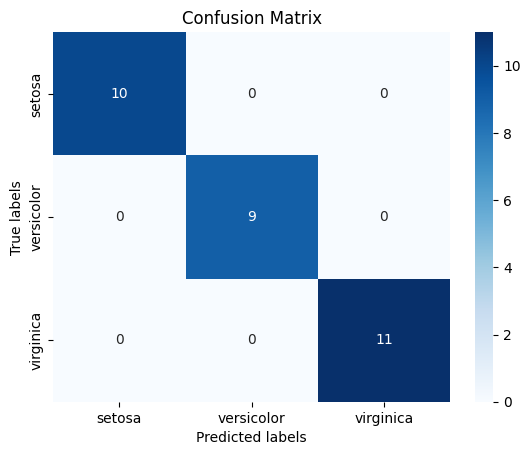 Confusion Matrix
True labels
setosa
10 0 0
versicolor
0 9 0
virginica
0 0 11
setosa versicolor virginica
Predicted labels
10
8
6
4
2
0